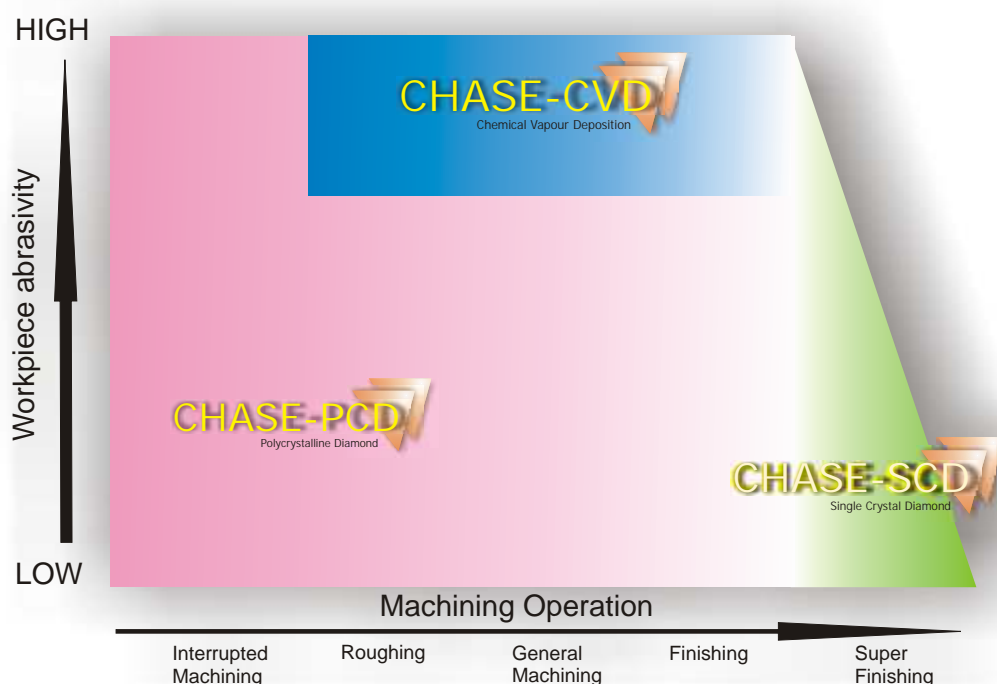 HIGH
CHASE-CVD
Chemical Vapour Deposition
Workpiece abrasivity
CHASE-PCD
Polycrystalline Diamond
CHASE-SCD
Single Crystal Diamond
LOW
Machining Operation
Interrupted
Machining
Roughing
General
Machining
Finishing
Super
Finishing